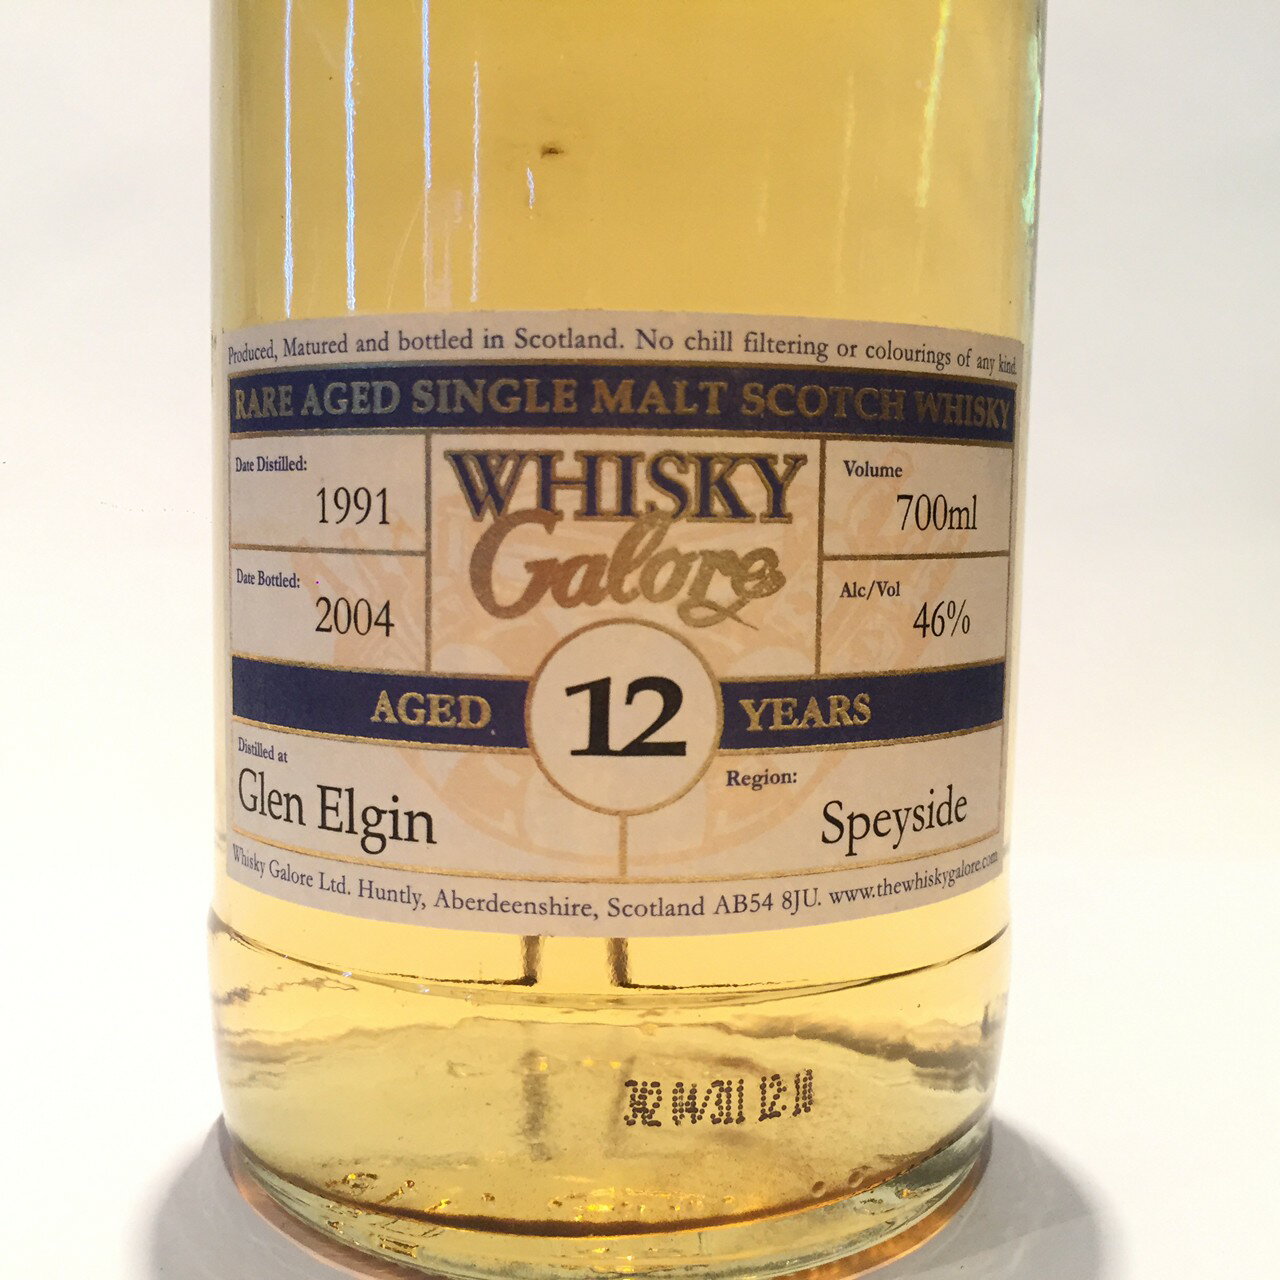 Produced, Matured and bottled in Scotland. No chill filtering or colourings of any kind.
RARE AGED SINGLE MALT SCOTCH WHISKY
Date Distilled:
1991
WHISKY
Galore
Volume
700ml
Date Bottled:
2004
Alc/Vol
46%
AGED 12 YEARS
Distilled at
Glen Elgin
Region:
Speyside
Whisky Galore Ltd. Huntly, Aberdeenshire, Scotland AB54 8JU. www.thewhiskygalore.com